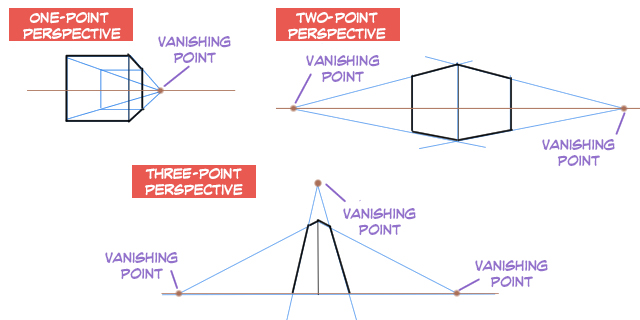 ONE-POINT
PERSPECTIVE
VANISHING
POINT
TWO-POINT
PERSPECTIVE
VANISHING
POINT
VANISHING
POINT
THREE-POINT
PERSPECTIVE
VANISHING
POINT
VANISHING
POINT
VANISHING
POINT